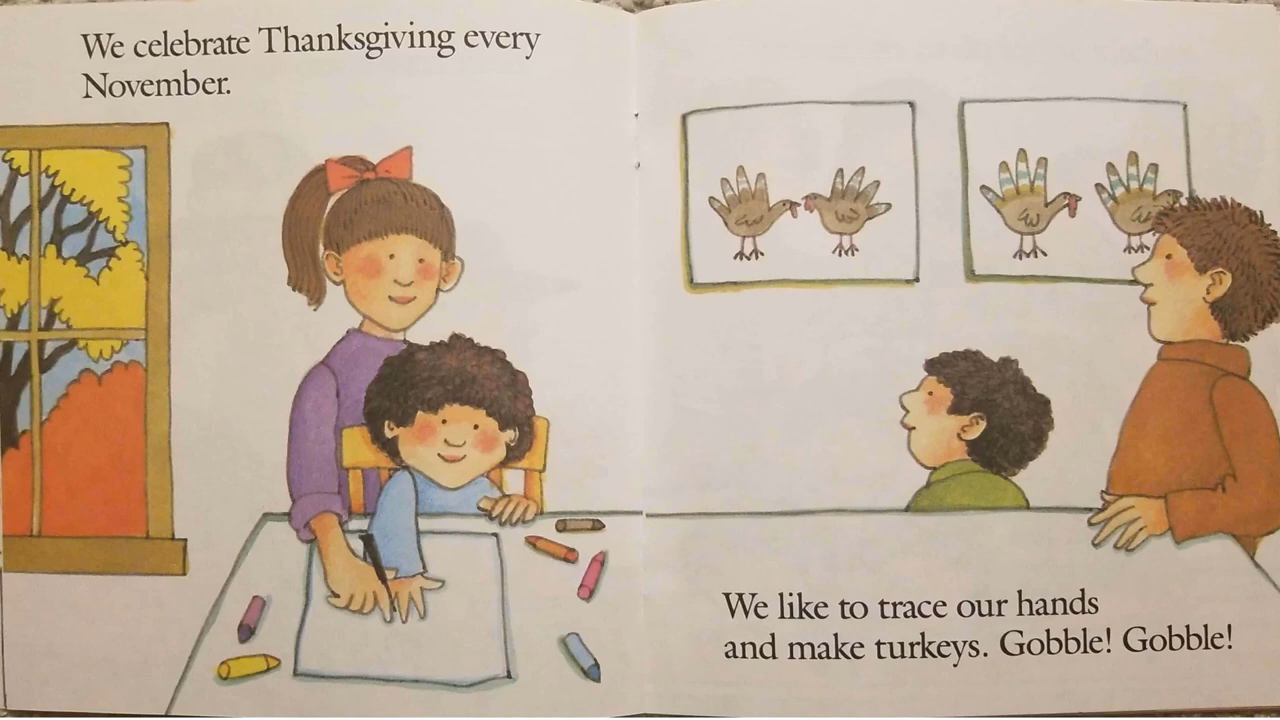 We celebrate Thanksgiving every
November.
We like to trace our hands
and make turkeys. Gobble! Gobble!